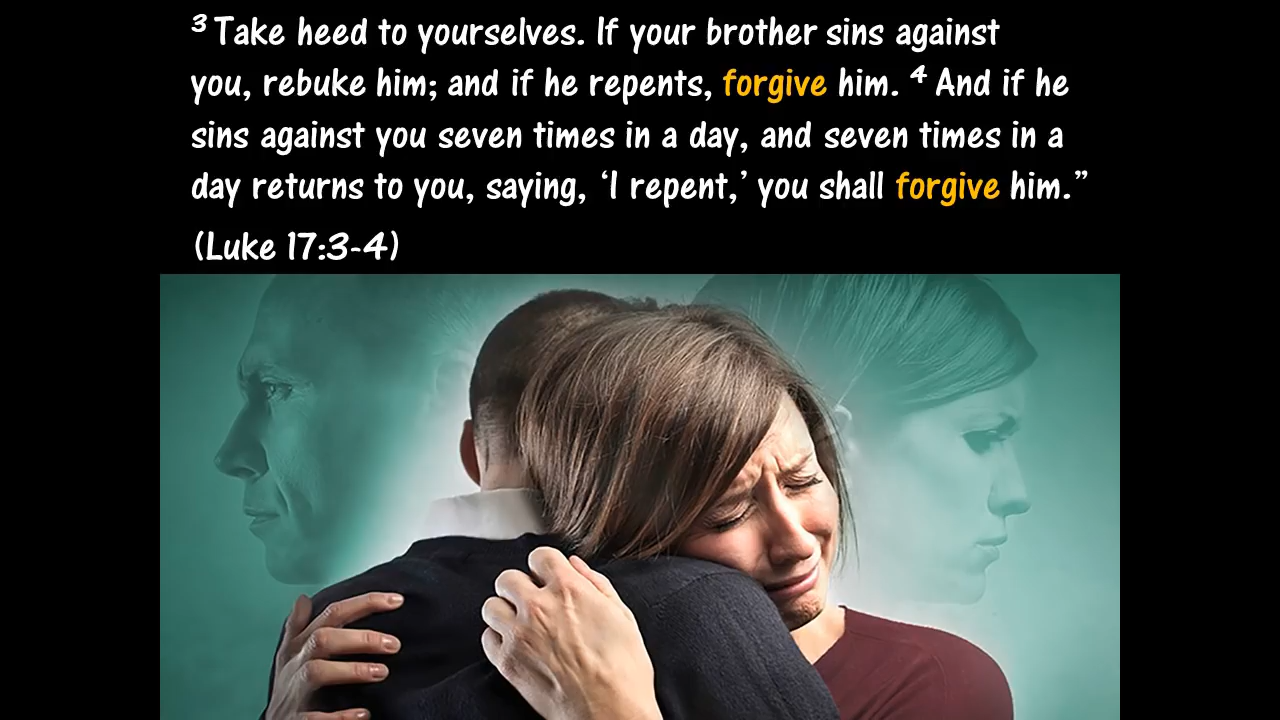 ³ Take heed to yourselves. If your brother sins against
you, rebuke him; and if he repents, forgive him. ⁴ And if he
sins against you seven times in a day, and seven times in a
day returns to you, saying, ‘I repent,’ you shall forgive him.”
(Luke 17:3-4)